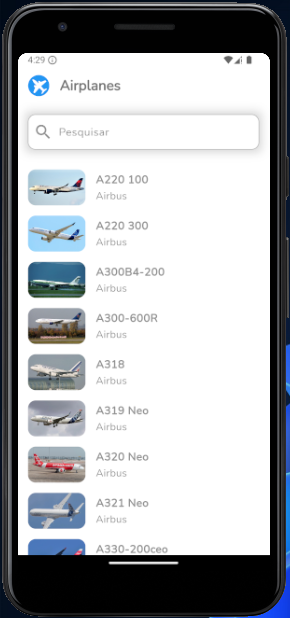 4:29
Airplanes
Pesquisar
A220 100
Airbus
A220 300
Airbus
A300B4-200
Airbus
A300-600R
Airbus
A318
Airbus
A319 Neo
Airbus
A320 Neo
Airbus
A321 Neo
Airbus
A330-200ceo